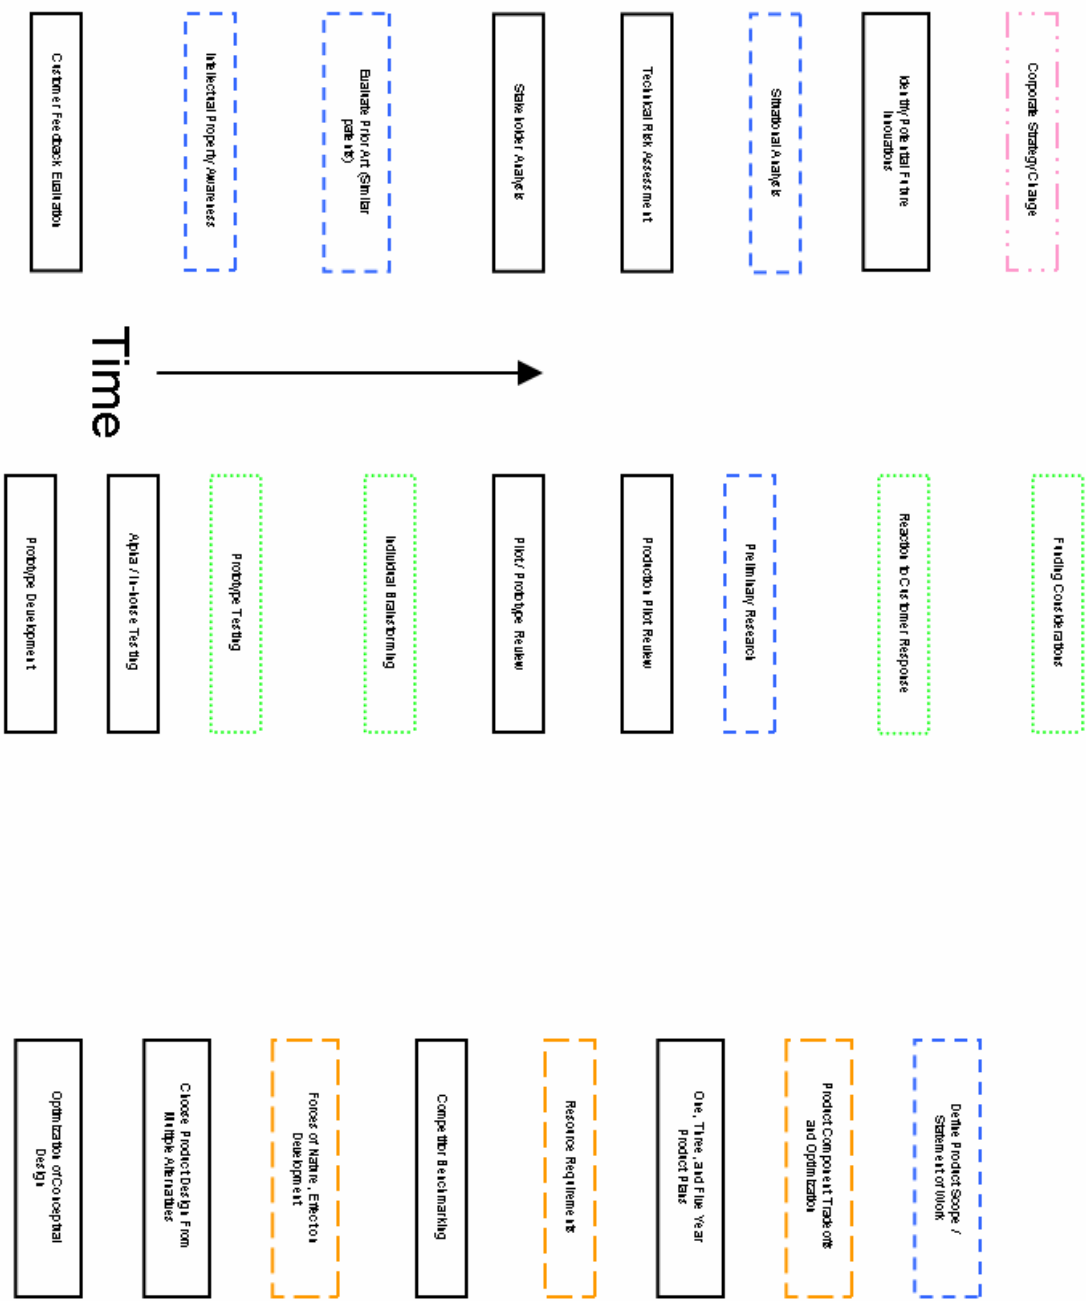 Customer Feedback Evaluation
Intellectual Property Awareness
Evaluate Prior Art (Similar
patents)
Stakeholder Analysis
Technical Risk Assessment
Situational Analysis
Identify Potential Future
Innovations
Corporate Strategy Change
Time
Prototype Development
Alpha / In-house Testing
Prototype Testing
Individual Brainstorming
Pilot / Prototype Review
Production Pilot Review
Preliminary Research
Reaction to Customer Response
Funding Considerations
Optimization of Conceptual
Design
Choose Product Design From
Multiple Alternatives
Forces of Nature, Effect on
Development
Competitor Benchmarking
Resource Requirements
One, Three, and Five Year
Product Plans
Product Component Tradeoffs
and Optimization
Define Product Scope /
Statement of Work